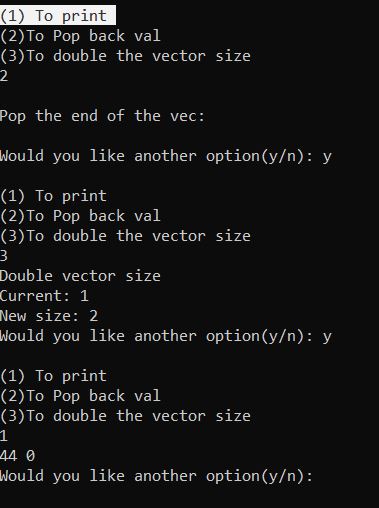 (1) To print
(2)To Pop back val
(3)To double the vector size
2
Pop the end of the vec:
Would you like another option(y/n): y
(1) To print
(2)To Pop back val
(3)To double the vector size
3
Double vector size
Current: 1
New size: 2
Would you like another option(y/n): y
(1) To print
(2)To Pop back val
(3)To double the vector size
1
44 0
Would you like another option(y/n):